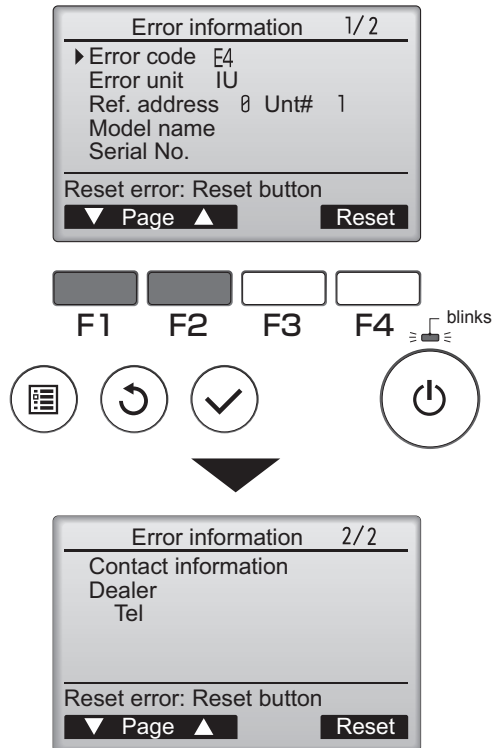 Error information 1/2
Error code E4
Error unit IU
Ref. address 0 Unt# 1
Model name
Serial No.
Reset error: Reset button
▼ Page ▲ Reset
F1 F2 F3 F4
blinks
Error information 2/2
Contact information
Dealer
Tel
Reset error: Reset button
▼ Page ▲ Reset